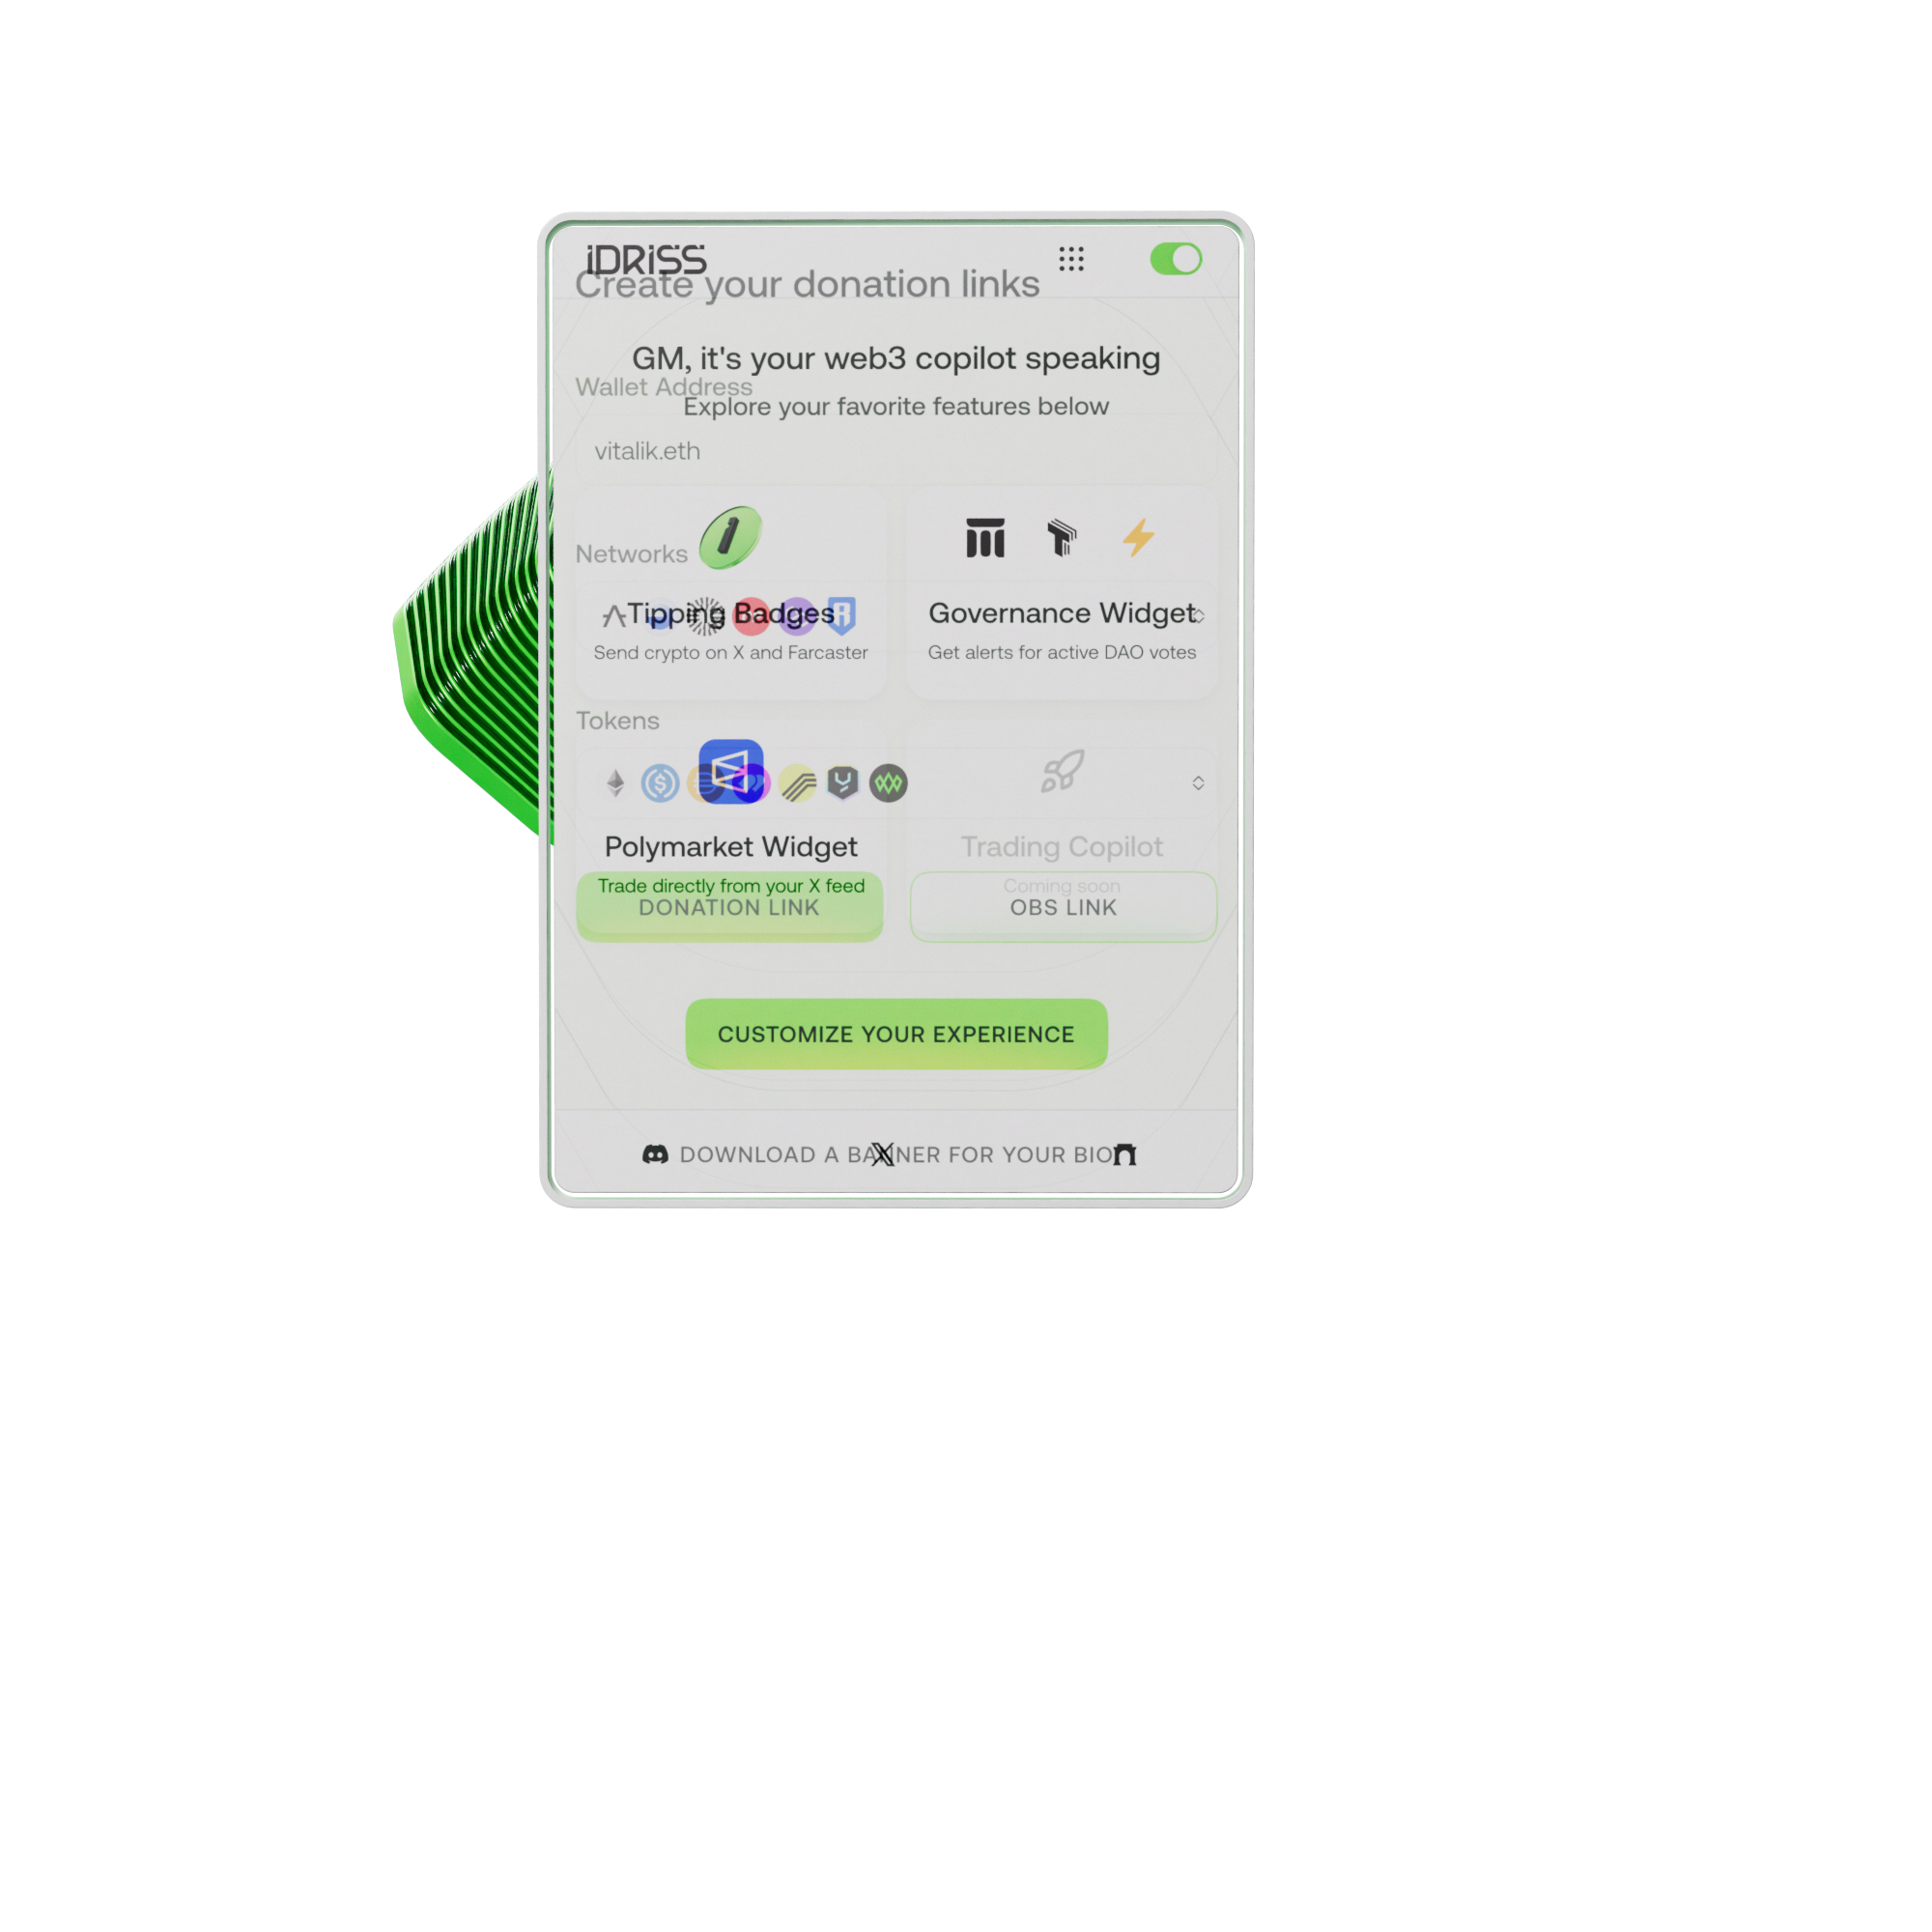 iDRiSS
Create your donation links
GM, it's your web3 copilot speaking
Wallet Address
Explore your favorite features below
vitalik.eth
Networks
Tipping Badges
Governance Widget
Send crypto on X and Farcaster
Get alerts for active DAO votes
Tokens
Polymarket Widget
Trading Copilot
Trade directly from your X feed
Coming soon
DONATION LINK
OBS LINK
CUSTOMIZE YOUR EXPERIENCE
DOWNLOAD A BANNER FOR YOUR BIO